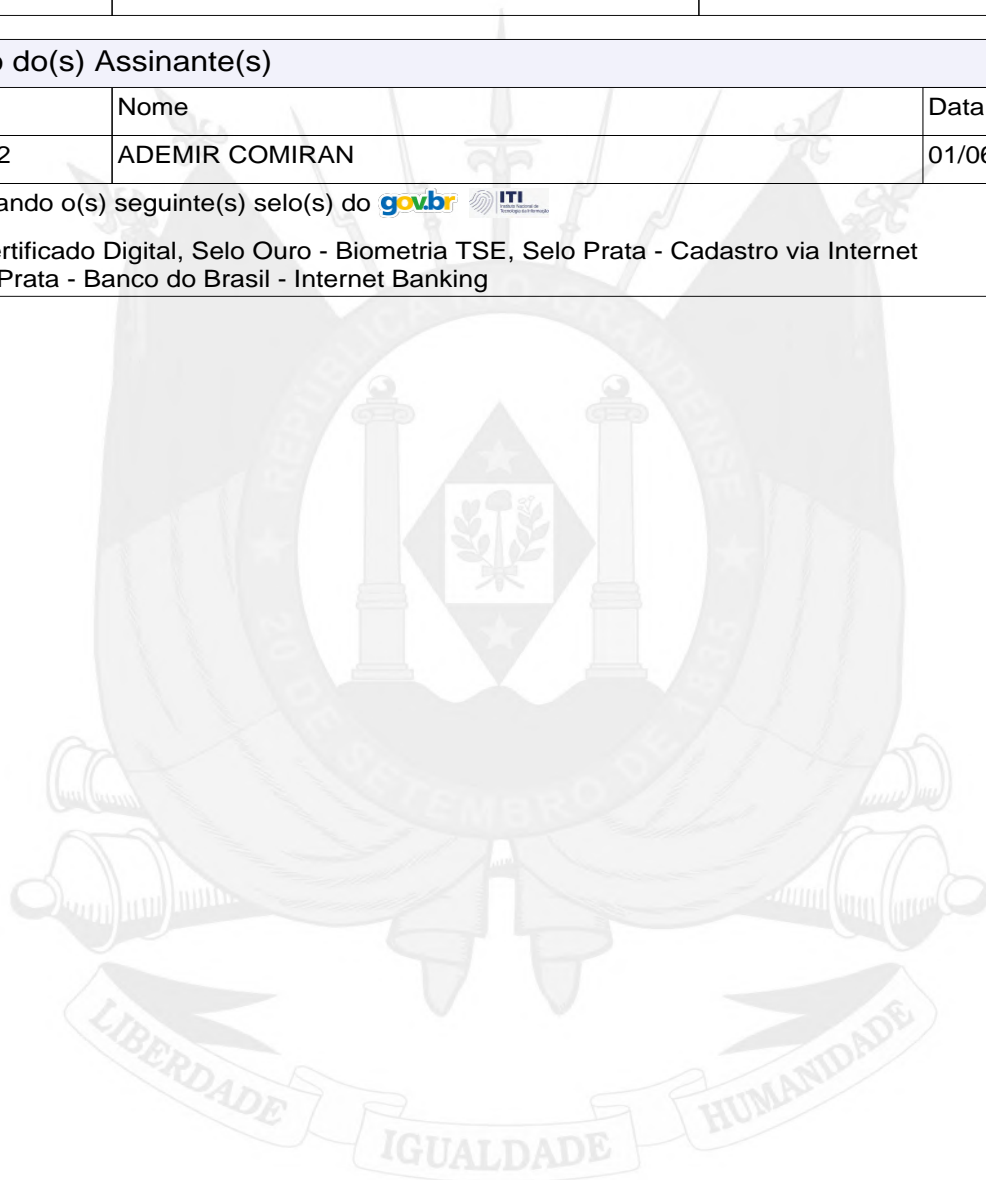 o do(s) Assinante(s)
Nome Data
2 ADEMIR COMIRAN 01/06
ando o(s) seguinte(s) selo(s) do gov.br ITI
ertificado Digital, Selo Ouro - Biometria TSE, Selo Prata - Cadastro via Internet
Prata - Banco do Brasil - Internet Banking
REPUBLICA RIO GRANDENSE
20 DE SETEMBRO DE 1835
LIBERDADE IGUALDADE HUMANIDADE